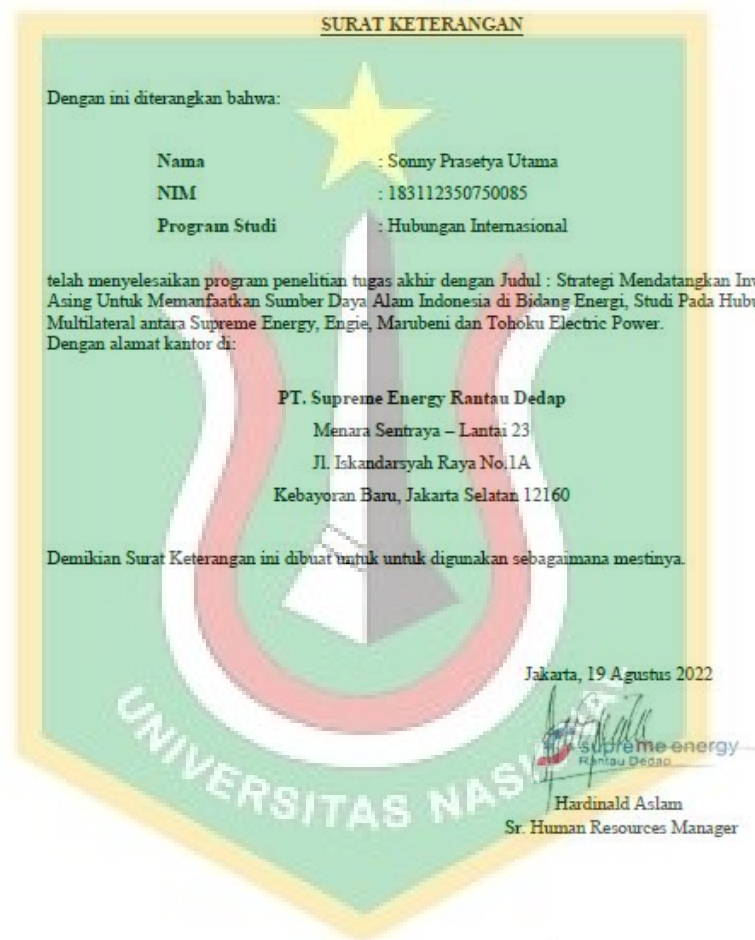 SURAT KETERANGAN
Dengan ini diterangkan bahwa:
Nama : Sonny Prasetya Utama
NIM : 183112350750085
Program Studi : Hubungan Internasional
telah menyelesaikan program penelitian tugas akhir dengan Judul : Strategi Mendatangkan
Asing Untuk Memanfaatkan Sumber Daya Alam Indonesia di Bidang Energi, Studi Pada
Multilateral antara Supreme Energy, Engie, Marubeni dan Tohoku Electric Power.
Dengan alamat kantor di:
PT. Supreme Energy Rantau Dedap
Menara Sentraya – Lantai 23
Jl. Iskandarsyah Raya No.1A
Kebayoran Baru, Jakarta Selatan 12160
Demikian Surat Keterangan ini dibuat untuk untuk digunakan sebagaimana mestinya.
Jakarta, 19 Agustus 2022
supreme energy
Rantau Dedap
Hardinald Aslam
Sr. Human Resources Manager
UNIVERSITAS